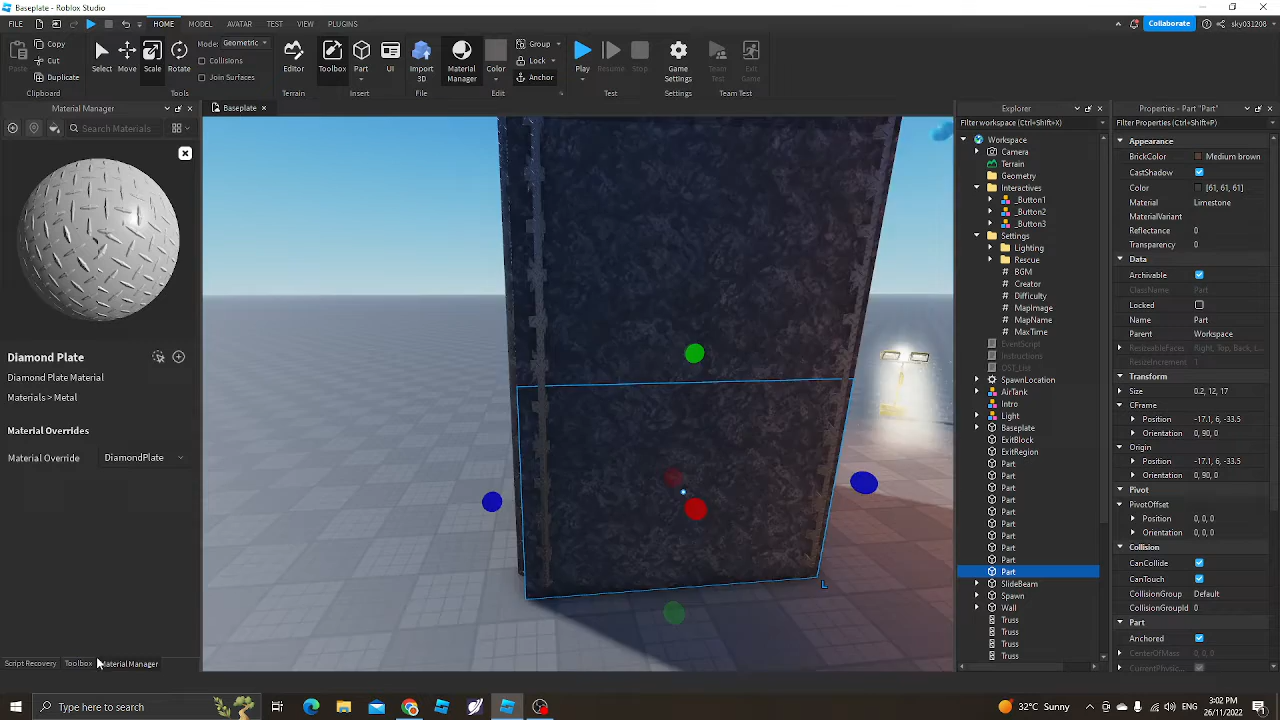 Baseplate - Roblox Studio
FILE HOME MODEL AVATAR TEST VIEW PLUGINS Collaborate sky031206
Copy Mode: Geometric Group
Cut Collisions Lock
Paste Duplicate Select Move Scale Rotate Join Surfaces Editor Toolbox Part UI Import 3D Material Manager Color Anchor Play Resume Stop Game Settings Team Test Exit Game
Clipboard Tools Terrain Insert File Edit Test Settings Team Test
Material Manager
Baseplate
Explorer
Properties - Part "Part"
Search Materials
Filter workspace (Ctrl+Shift+X)
Filter Properties (Ctrl+Shift+P)
Diamond Plate
Diamond Plate Material
Materials > Metal
Material Overrides
Material Override DiamondPlate
Script Recovery Toolbox Material Manager
Workspace
Camera
Terrain
Geometry
Interactives
_Button1
_Button2
_Button3
Settings
Lighting
Rescue
BGM
Creator
Difficulty
MapImage
MapName
MaxTime
EventScript
Instructions
OST_List
SpawnLocation
AirTank
Intro
Light
Baseplate
ExitBlock
ExitRegion
Part
Part
Part
Part
Part
Part
Part
Part
Part
Part
SlideBeam
Spawn
Wall
Truss
Truss
Truss
Truss
Appearance
BrickColor Medium brown
CastShadow
Color [61, 61, 61]
Material Limestone
MaterialVariant
Reflectance 0
Transparency 0
Data
Archivable
ClassName Part
Locked
Name Part
Parent Workspace
ResizeableFaces Right, Top, Back, L
ResizeIncrement 1
Transform
Size 0.2, 12, 17
CFrame
Position -17.1, 6, -33.5
Orientation 0, 90, 0
Origin
Position -17.1, 6, -33.5
Orientation 0, 90, 0
Pivot
PivotOffset
Position 0, 0, 0
Orientation 0, 0, 0
Collision
CanCollide
CanTouch
CollisionGroup Default
CollisionGroupId 0
Part
Anchored
CenterOfMass 0, 0, 0
L
Type here to search
32°C Sunny
3:02 PM
26/11/2022